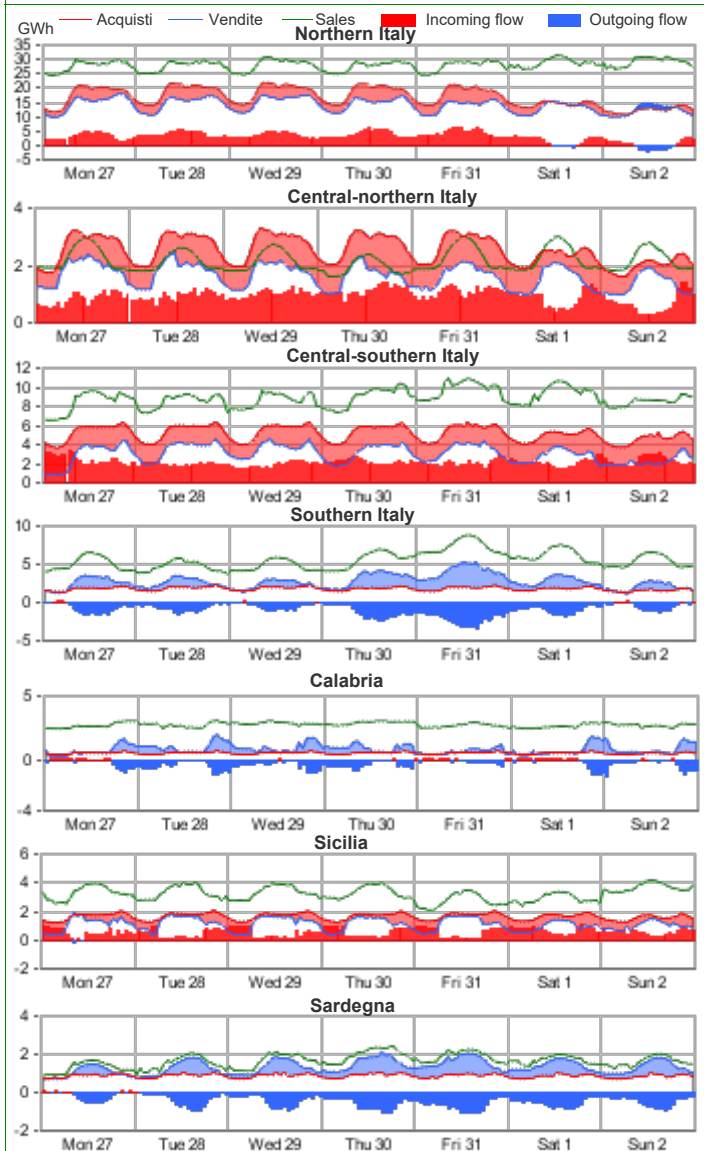 Acquisti Vendite Sales Incoming flow Outgoing flow
GWh
Northern Italy
35
30
25
20
15
10
5
0
-5
Mon 27 Tue 28 Wed 29 Thu 30 Fri 31 Sat 1 Sun 2
Central-northern Italy
4
2
0
Mon 27 Tue 28 Wed 29 Thu 30 Fri 31 Sat 1 Sun 2
Central-southern Italy
12
10
8
6
4
2
0
Mon 27 Tue 28 Wed 29 Thu 30 Fri 31 Sat 1 Sun 2
Southern Italy
10
5
0
-5
Mon 27 Tue 28 Wed 29 Thu 30 Fri 31 Sat 1 Sun 2
Calabria
5
0
-4
Mon 27 Tue 28 Wed 29 Thu 30 Fri 31 Sat 1 Sun 2
Sicilia
6
4
2
0
-2
Mon 27 Tue 28 Wed 29 Thu 30 Fri 31 Sat 1 Sun 2
Sardegna
4
2
0
-2
Mon 27 Tue 28 Wed 29 Thu 30 Fri 31 Sat 1 Sun 2